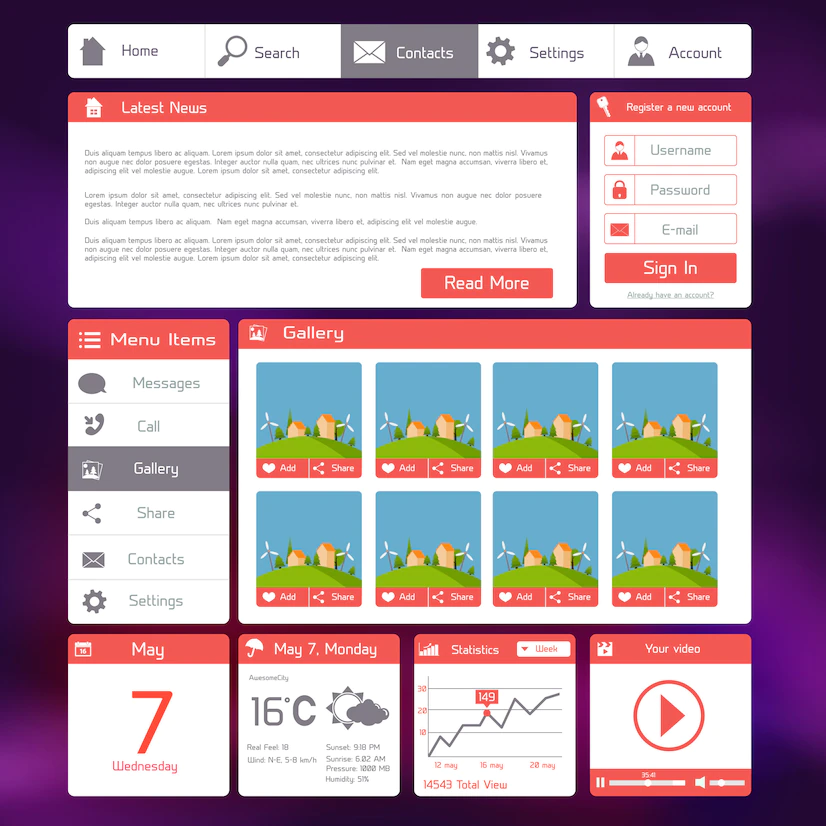 Home
Search
Contacts
Settings
Account
Latest News
Duis aliquam tempus libero ac aliquam. Lorem ipsum dolor sit amet, consectetur adipiscing elit. Sed vel mollis nunc, non mattis nisl. Vivamus
non augue nec dolor posuere egestas. Integer auctor nulla quam, nec ultrices nunc pulvinar et. Nam eget magna accumsan, viverra libero et,
adipiscing elit vel mollis augue. Lorem ipsum dolor sit amet, consectetur adipiscing elit.
Lorem ipsum dolor sit amet, consectetur adipiscing elit. Sed vel mollis nunc, non mattis nisl. Vivamus non augue nec dolor posuere
egestas. Integer auctor nulla quam, nec ultrices nunc pulvinar et.
Duis aliquam tempus libero ac aliquam. Nam eget magna accumsan, viverra libero et, adipiscing elit vel mollis augue.
Duis aliquam tempus libero ac aliquam. Lorem ipsum dolor sit amet, consectetur adipiscing elit. Sed vel mollis nunc, non mattis nisl. Vivamus
non augue nec dolor posuere egestas. Integer auctor nulla quam, nec ultrices nunc pulvinar et. Nam eget magna accumsan, viverra libero et,
adipiscing elit vel mollis augue. Lorem ipsum dolor sit amet, consectetur adipiscing elit.
Read More
Register a new account
Username
Password
E-mail
Sign In
Already have an account?
Menu Items
Messages
Call
Gallery
Share
Contacts
Settings
Gallery
Add Share Add Share Add Share Add Share
Add Share Add Share Add Share Add Share
16 May
7
Wednesday
May 7, Monday
AwesomeCity
16°C
Real Feel: 18
Wind: N-E, 5-8 km/h
Sunset: 9:18 PM
Sunrise: 6.02 AM
Pressure: 1000 MB
Humidity: 51%
Statistics
Week
30
20
10
149
12 may 16 may 20 may
14543 Total View
Your video
35:41